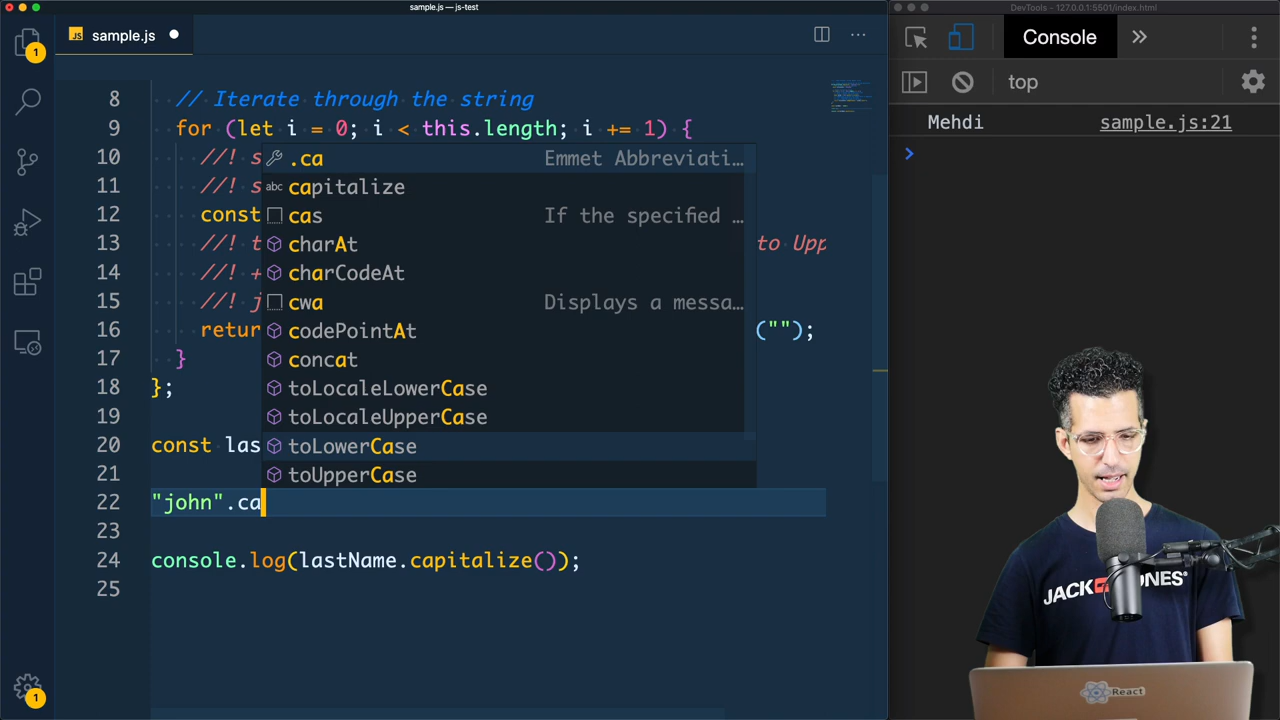 sample.js — js-test
DevTools - 127.0.0.1:5501/index.html
JS sample.js
Console
top
Mehdi sample.js:21
8 // Iterate through the string
9 for (let i = 0; i < this.length; i += 1) {
10 //! s
11 //! s
12 const
13 //! t to Upp
14 //! +
15 //! j
16 retur ("");
17 }
18 };
19
20 const las
21
22 "john".ca
23
24 console.log(lastName.capitalize());
25
.ca Emmet Abbreviati…
abc capitalize
cas If the specified …
charAt
charCodeAt
cwa Displays a messa…
codePointAt
concat
toLocaleLowerCase
toLocaleUpperCase
toLowerCase
toUpperCase
1
1
React